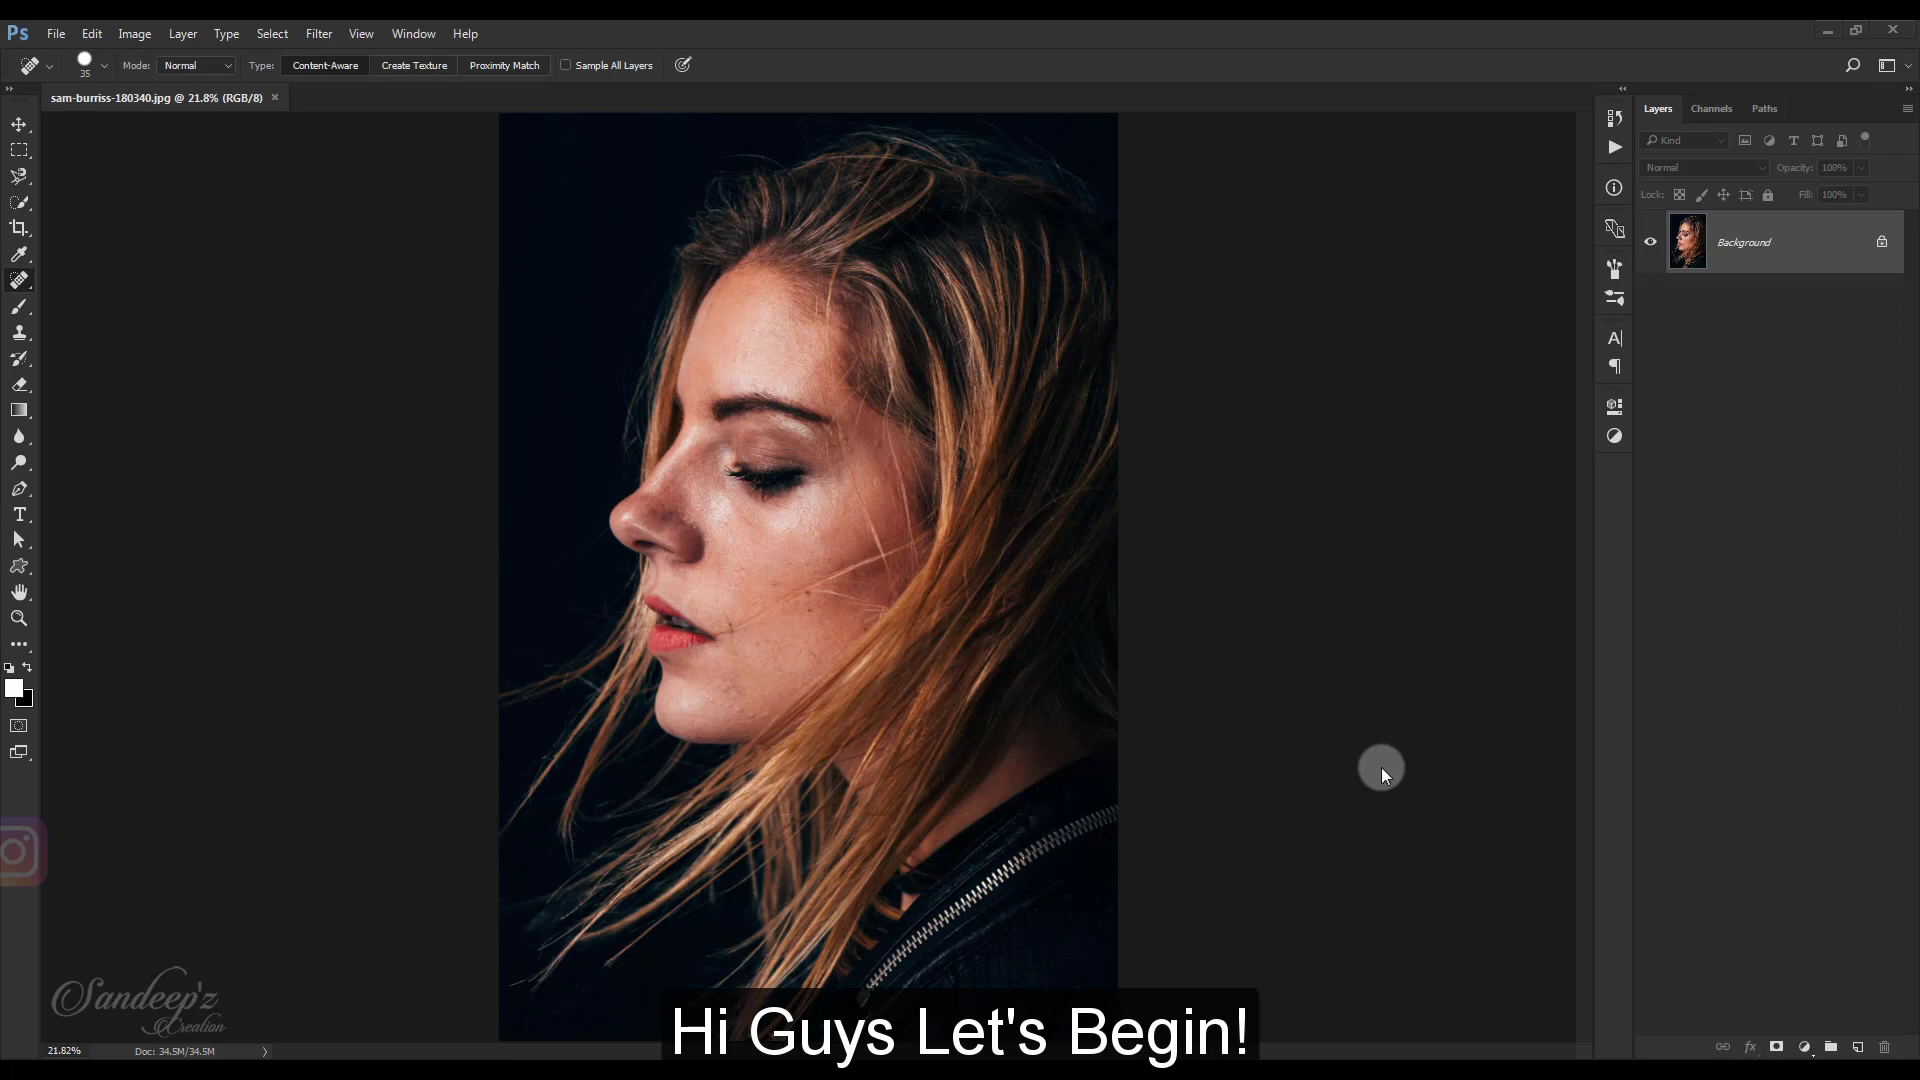 Ps File Edit Image Layer Type Select Filter View Window Help
35 Mode: Normal Type: Content-Aware Create Texture Proximity Match Sample All Layers
sam-burriss-180340.jpg @ 21.8% (RGB/8) ×
Layers Channels Paths
Kind
Normal Opacity: 100%
Lock: Fill: 100%
Background
Sandeep'z
Creation
Hi Guys Let's Begin!
21.82% Doc: 34.5M/34.5M
fx